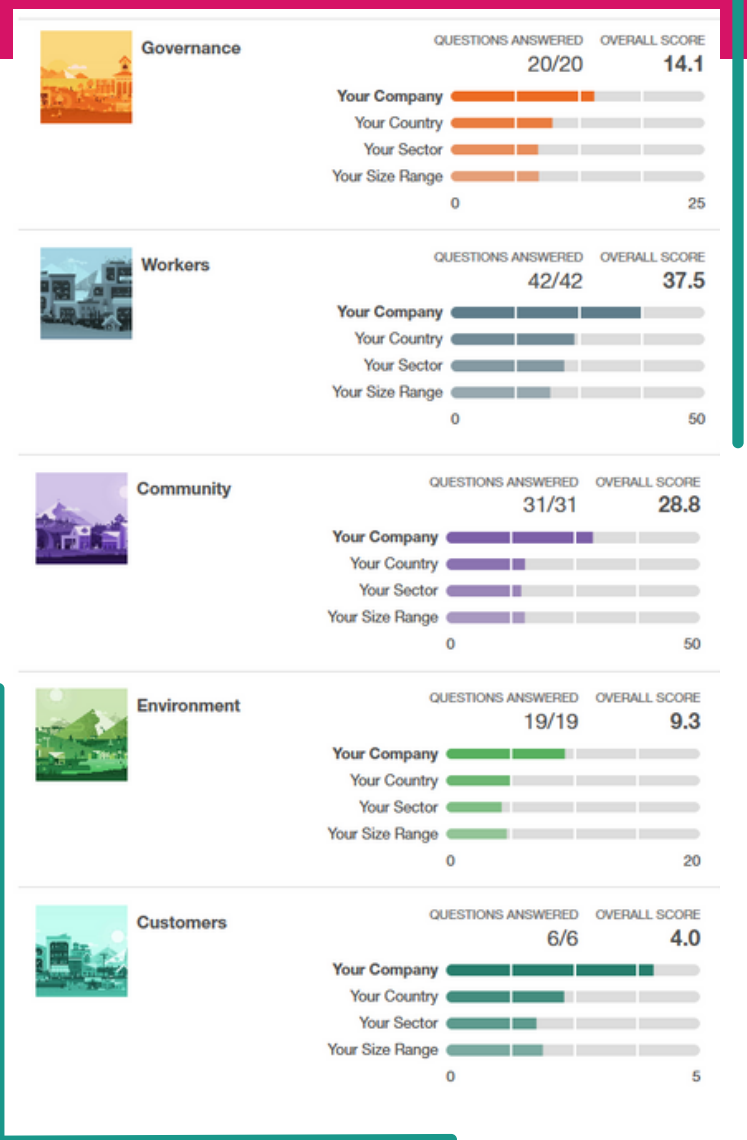 Governance
QUESTIONS ANSWERED OVERALL SCORE
20/20 14.1
Your Company
Your Country
Your Sector
Your Size Range
0 25
Workers
QUESTIONS ANSWERED OVERALL SCORE
42/42 37.5
Your Company
Your Country
Your Sector
Your Size Range
0 50
Community
QUESTIONS ANSWERED OVERALL SCORE
31/31 28.8
Your Company
Your Country
Your Sector
Your Size Range
0 50
Environment
QUESTIONS ANSWERED OVERALL SCORE
19/19 9.3
Your Company
Your Country
Your Sector
Your Size Range
0 20
Customers
QUESTIONS ANSWERED OVERALL SCORE
6/6 4.0
Your Company
Your Country
Your Sector
Your Size Range
0 5